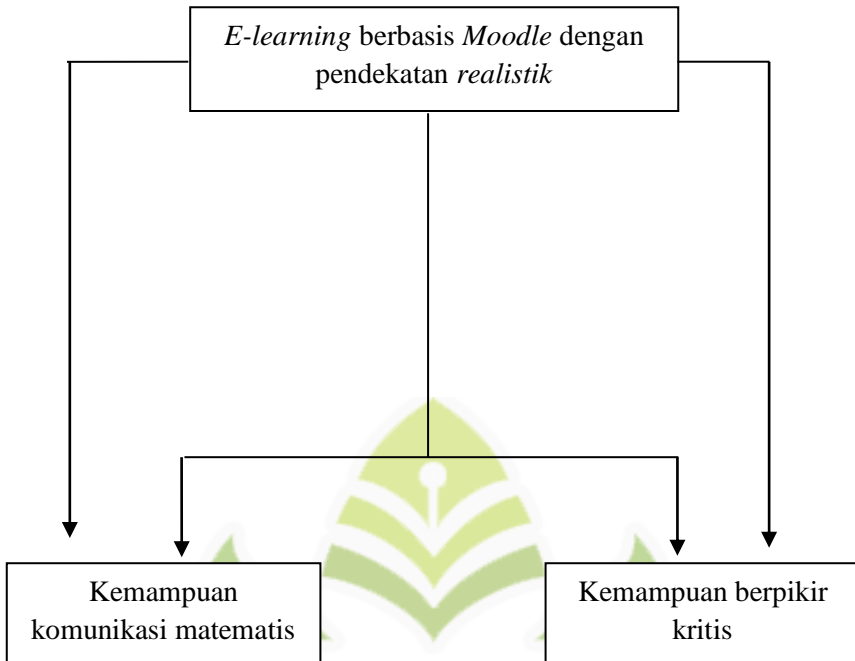 E-learning berbasis Moodle dengan
pendekatan realistik
Kemampuan
komunikasi matematis
Kemampuan berpikir
kritis